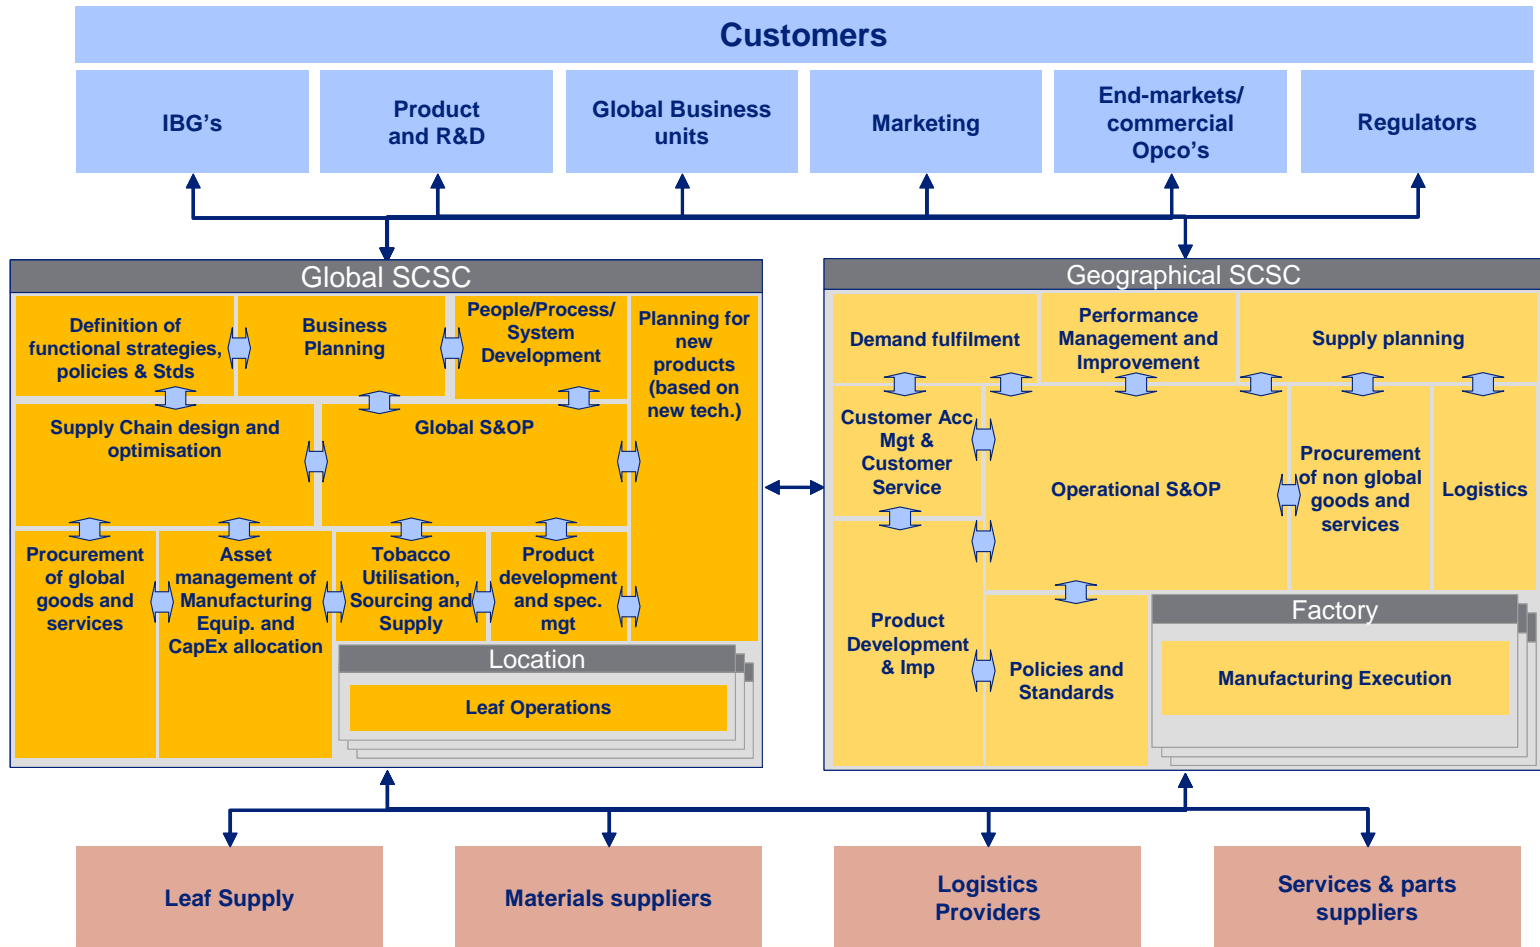 Customers
IBG's
Product
and R&D
Global Business
units
Marketing
End-markets/
commercial
Opco's
Regulators
Global SCSC
Definition of
functional strategies,
policies & Stds
Business
Planning
People/Process/
System
Development
Planning for
new
products
(based on
new tech.)
Supply Chain design and
optimisation
Global S&OP
Procurement
of global
goods and
services
Asset
management of
Manufacturing
Equip. and
CapEx allocation
Tobacco
Utilisation,
Sourcing and
Supply
Product
development
and spec.
mgt
Location
Leaf Operations
Geographical SCSC
Demand fulfilment
Performance
Management and
Improvement
Supply planning
Customer Acc
Mgt &
Customer
Service
Operational S&OP
Procurement
of non global
goods and
services
Logistics
Product
Development
& Imp
Policies and
Standards
Factory
Manufacturing Execution
Leaf Supply
Materials suppliers
Logistics
Providers
Services & parts
suppliers